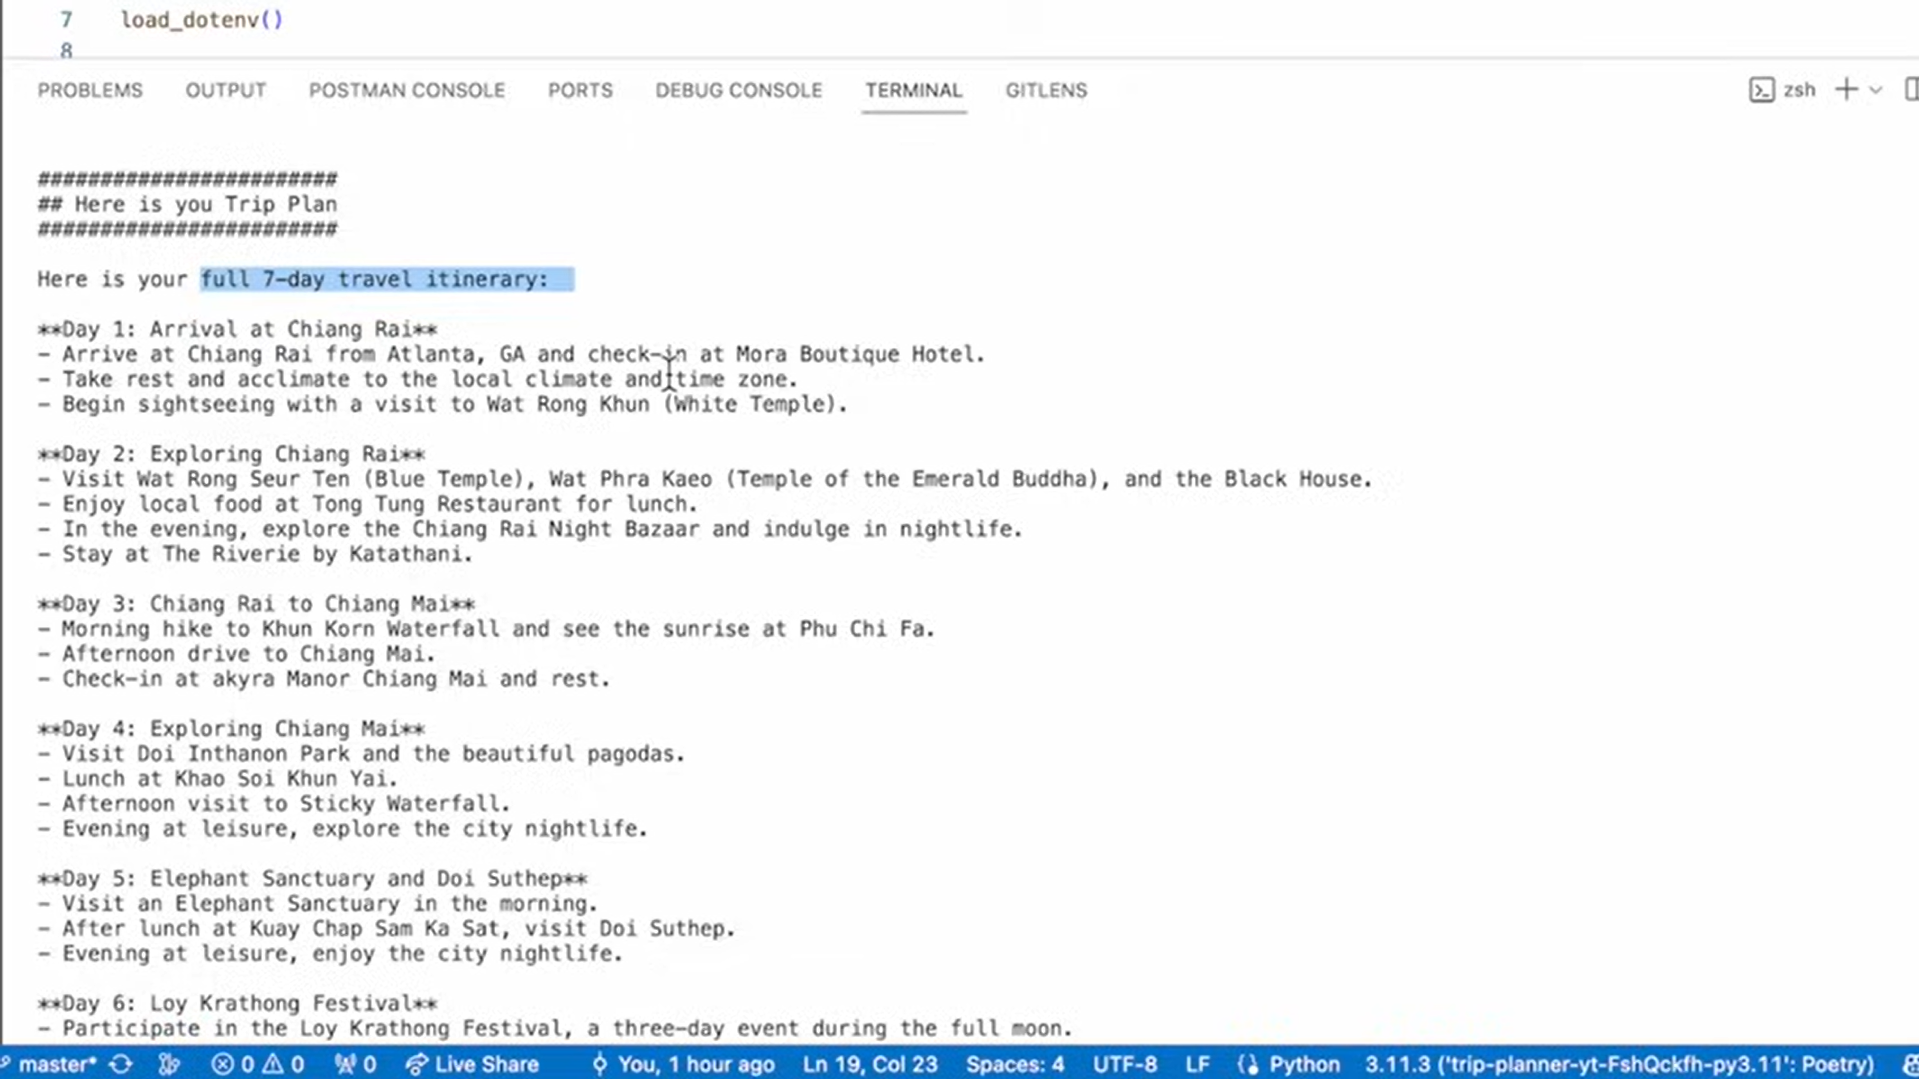 7 load_dotenv()
8
PROBLEMS OUTPUT POSTMAN CONSOLE PORTS DEBUG CONSOLE TERMINAL GITLENS zsh
########################
## Here is you Trip Plan
########################
Here is your full 7-day travel itinerary:
**Day 1: Arrival at Chiang Rai**
- Arrive at Chiang Rai from Atlanta, GA and check-in at Mora Boutique Hotel.
- Take rest and acclimate to the local climate and time zone.
- Begin sightseeing with a visit to Wat Rong Khun (White Temple).
**Day 2: Exploring Chiang Rai**
- Visit Wat Rong Seur Ten (Blue Temple), Wat Phra Kaeo (Temple of the Emerald Buddha), and the Black House.
- Enjoy local food at Tong Tung Restaurant for lunch.
- In the evening, explore the Chiang Rai Night Bazaar and indulge in nightlife.
- Stay at The Riverie by Katathani.
**Day 3: Chiang Rai to Chiang Mai**
- Morning hike to Khun Korn Waterfall and see the sunrise at Phu Chi Fa.
- Afternoon drive to Chiang Mai.
- Check-in at akyra Manor Chiang Mai and rest.
**Day 4: Exploring Chiang Mai**
- Visit Doi Inthanon Park and the beautiful pagodas.
- Lunch at Khao Soi Khun Yai.
- Afternoon visit to Sticky Waterfall.
- Evening at leisure, explore the city nightlife.
**Day 5: Elephant Sanctuary and Doi Suthep**
- Visit an Elephant Sanctuary in the morning.
- After lunch at Kuay Chap Sam Ka Sat, visit Doi Suthep.
- Evening at leisure, enjoy the city nightlife.
**Day 6: Loy Krathong Festival**
- Participate in the Loy Krathong Festival, a three-day event during the full moon.
master* 0 0 0 Live Share You, 1 hour ago Ln 19, Col 23 Spaces: 4 UTF-8 LF Python 3.11.3 ('trip-planner-yt-FshQckfh-py3.11': Poetry)